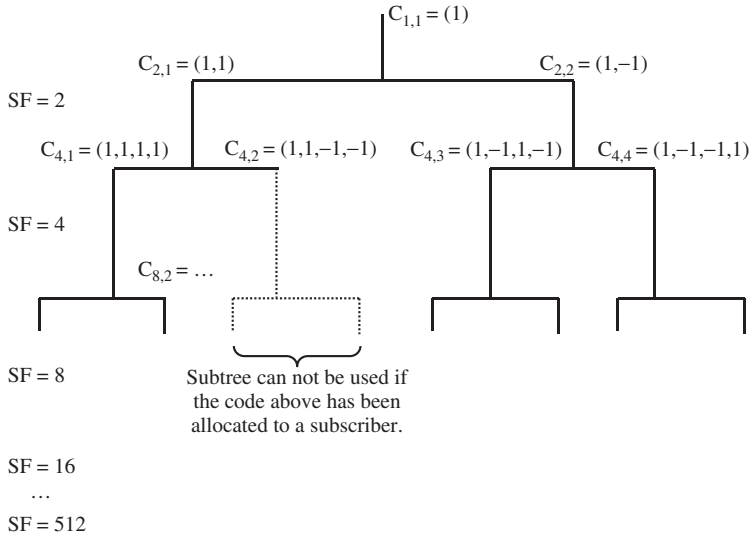 C1,1 = (1)
C2,1 = (1,1)
C2,2 = (1,−1)
SF = 2
C4,1 = (1,1,1,1)
C4,2 = (1,1,−1,−1)
C4,3 = (1,−1,1,−1)
C4,4 = (1,−1,−1,1)
SF = 4
C8,2 = …
SF = 8
Subtree can not be used if
the code above has been
allocated to a subscriber.
SF = 16
…
SF = 512